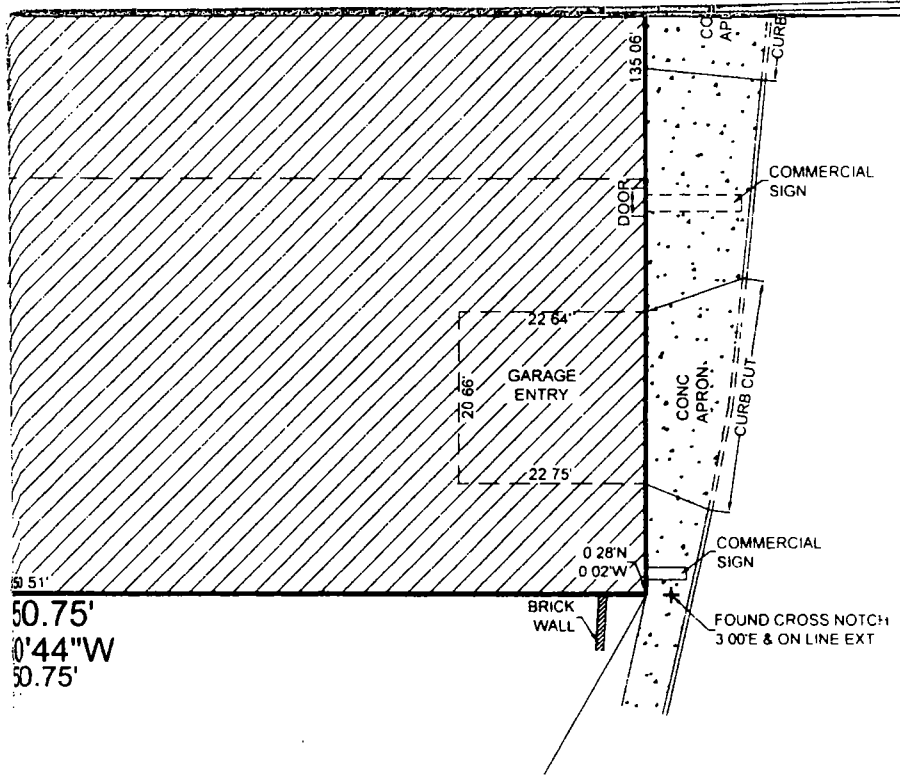 CO
AP
CURB
135 06'
COMMERCIAL
SIGN
DOOR
22 64'
GARAGE
ENTRY
20 66'
CONC
APRON
CURB CUT
22 75'
0 28'N
0 02'W
COMMERCIAL
SIGN
50 51'
BRICK
WALL
FOUND CROSS NOTCH
3 00'E & ON LINE EXT
50.75'
0'44"W
50.75'